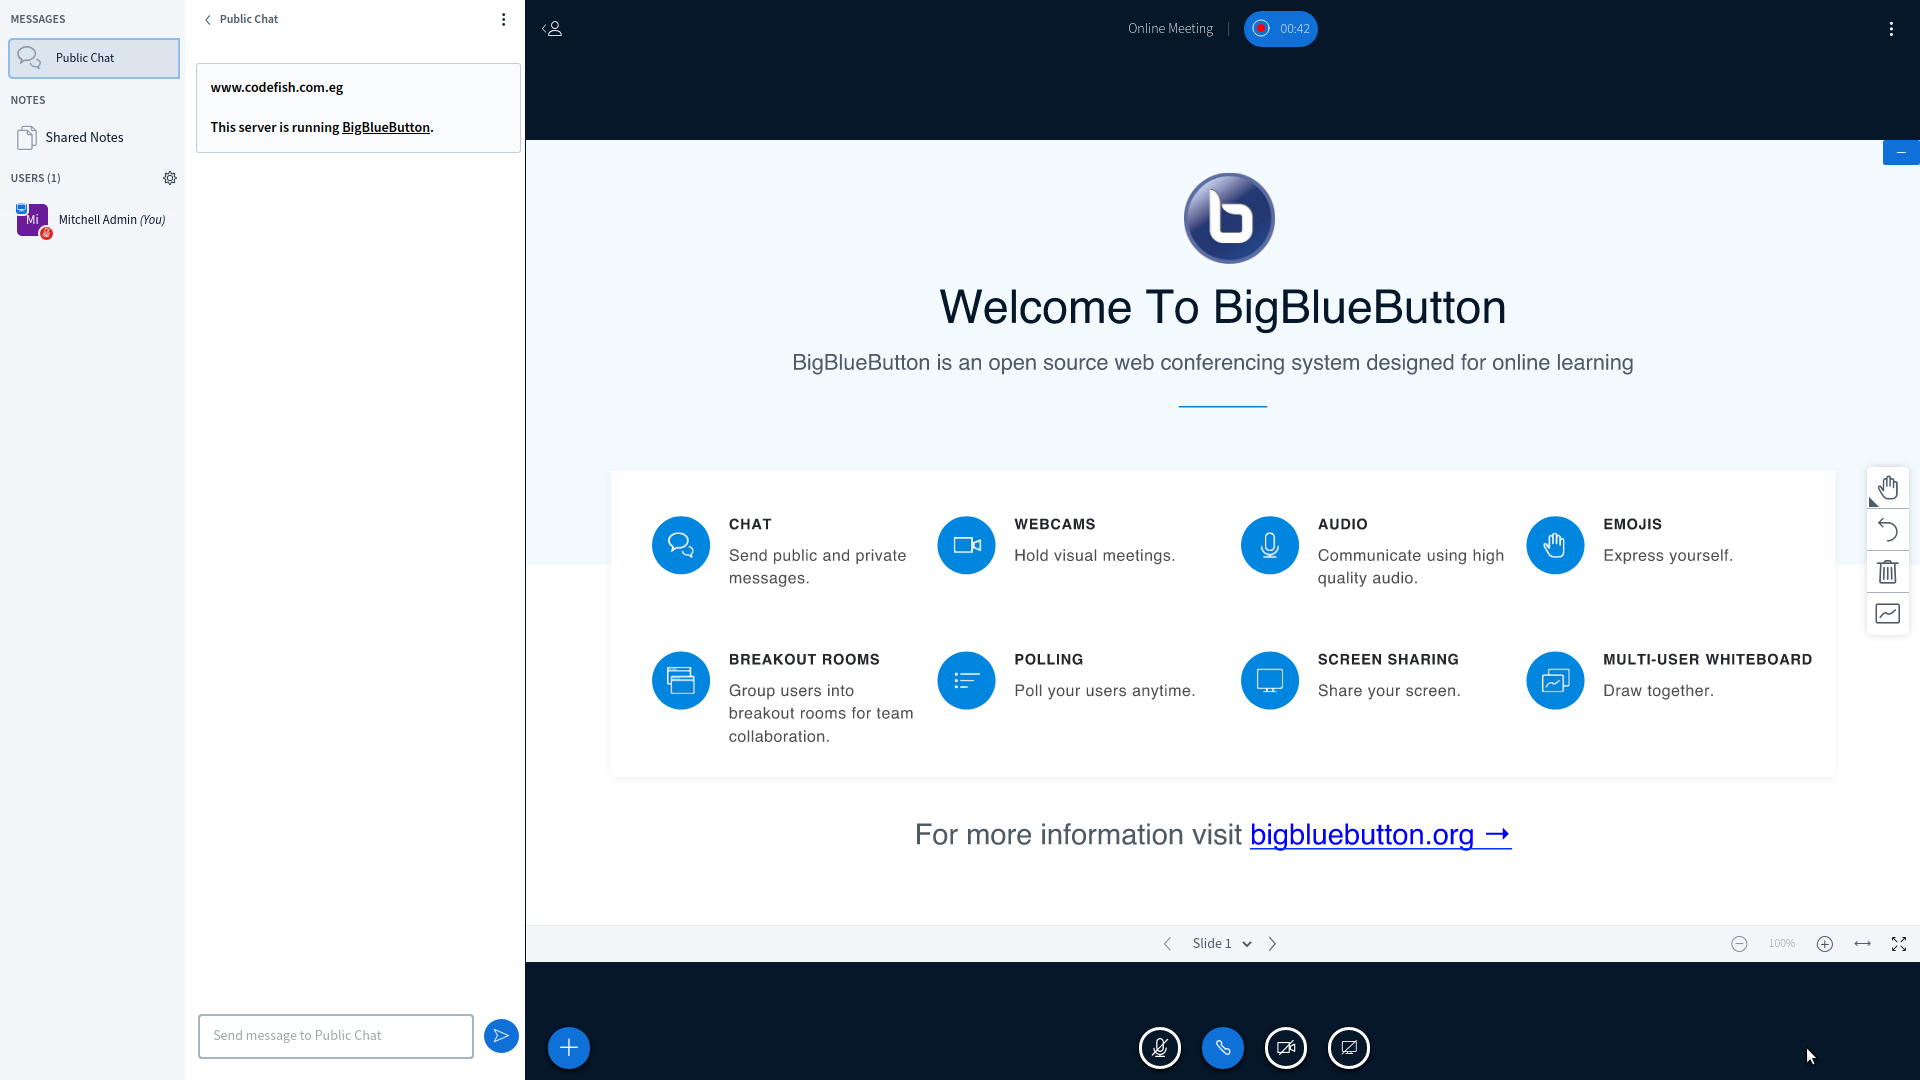 MESSAGES
Public Chat
NOTES
Shared Notes
USERS (1)
Mi
Mitchell Admin (You)
Public Chat
www.codefish.com.eg
This server is running BigBlueButton.
Send message to Public Chat
Online Meeting
00:42
b
Welcome To BigBlueButton
BigBlueButton is an open source web conferencing system designed for online learning
CHAT
Send public and private
messages.
WEBCAMS
Hold visual meetings.
AUDIO
Communicate using high
quality audio.
EMOJIS
Express yourself.
BREAKOUT ROOMS
Group users into
breakout rooms for team
collaboration.
POLLING
Poll your users anytime.
SCREEN SHARING
Share your screen.
MULTI-USER WHITEBOARD
Draw together.
For more information visit bigbluebutton.org →
Slide 1
100%